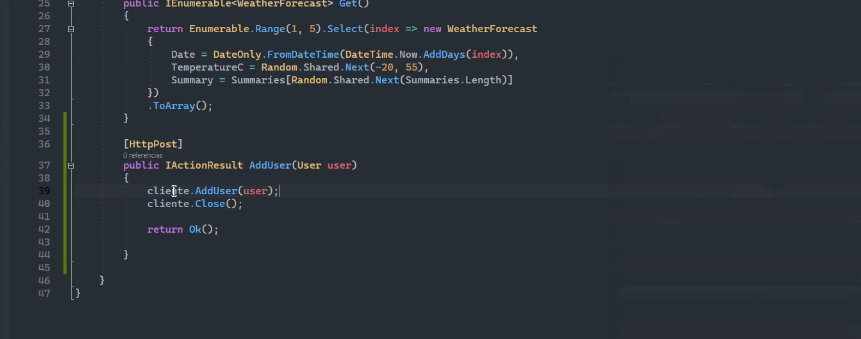 25 public IEnumerable<WeatherForecast> Get()
26 {
27 return Enumerable.Range(1, 5).Select(index => new WeatherForecast
28 {
29 Date = DateOnly.FromDateTime(DateTime.Now.AddDays(index)),
30 TemperatureC = Random.Shared.Next(-20, 55),
31 Summary = Summaries[Random.Shared.Next(Summaries.Length)]
32 })
33 .ToArray();
34 }
35
36 [HttpPost]
0 referencias
37 public IActionResult AddUser(User user)
38 {
39 cliente.AddUser(user);
40 cliente.Close();
41
42 return Ok();
43
44 }
45
46 }
47 }